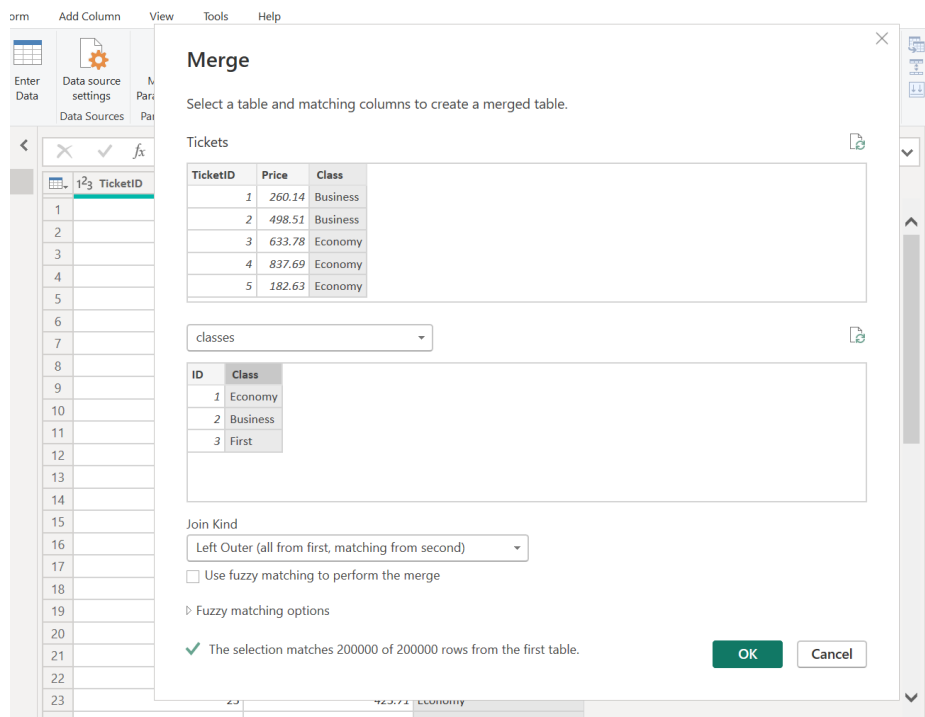 orm Add Column View Tools Help
Enter Data
Data source settings
Data Sources
Merge
Select a table and matching columns to create a merged table.
Tickets
TicketID Price Class
1 260.14 Business
2 498.51 Business
3 633.78 Economy
4 837.69 Economy
5 182.63 Economy
classes
ID Class
1 Economy
2 Business
3 First
Join Kind
Left Outer (all from first, matching from second)
Use fuzzy matching to perform the merge
Fuzzy matching options
The selection matches 200000 of 200000 rows from the first table.
OK Cancel
fx
123 TicketID
1
2
3
4
5
6
7
8
9
10
11
12
13
14
15
16
17
18
19
20
21
22
23 23 425.71 Economy